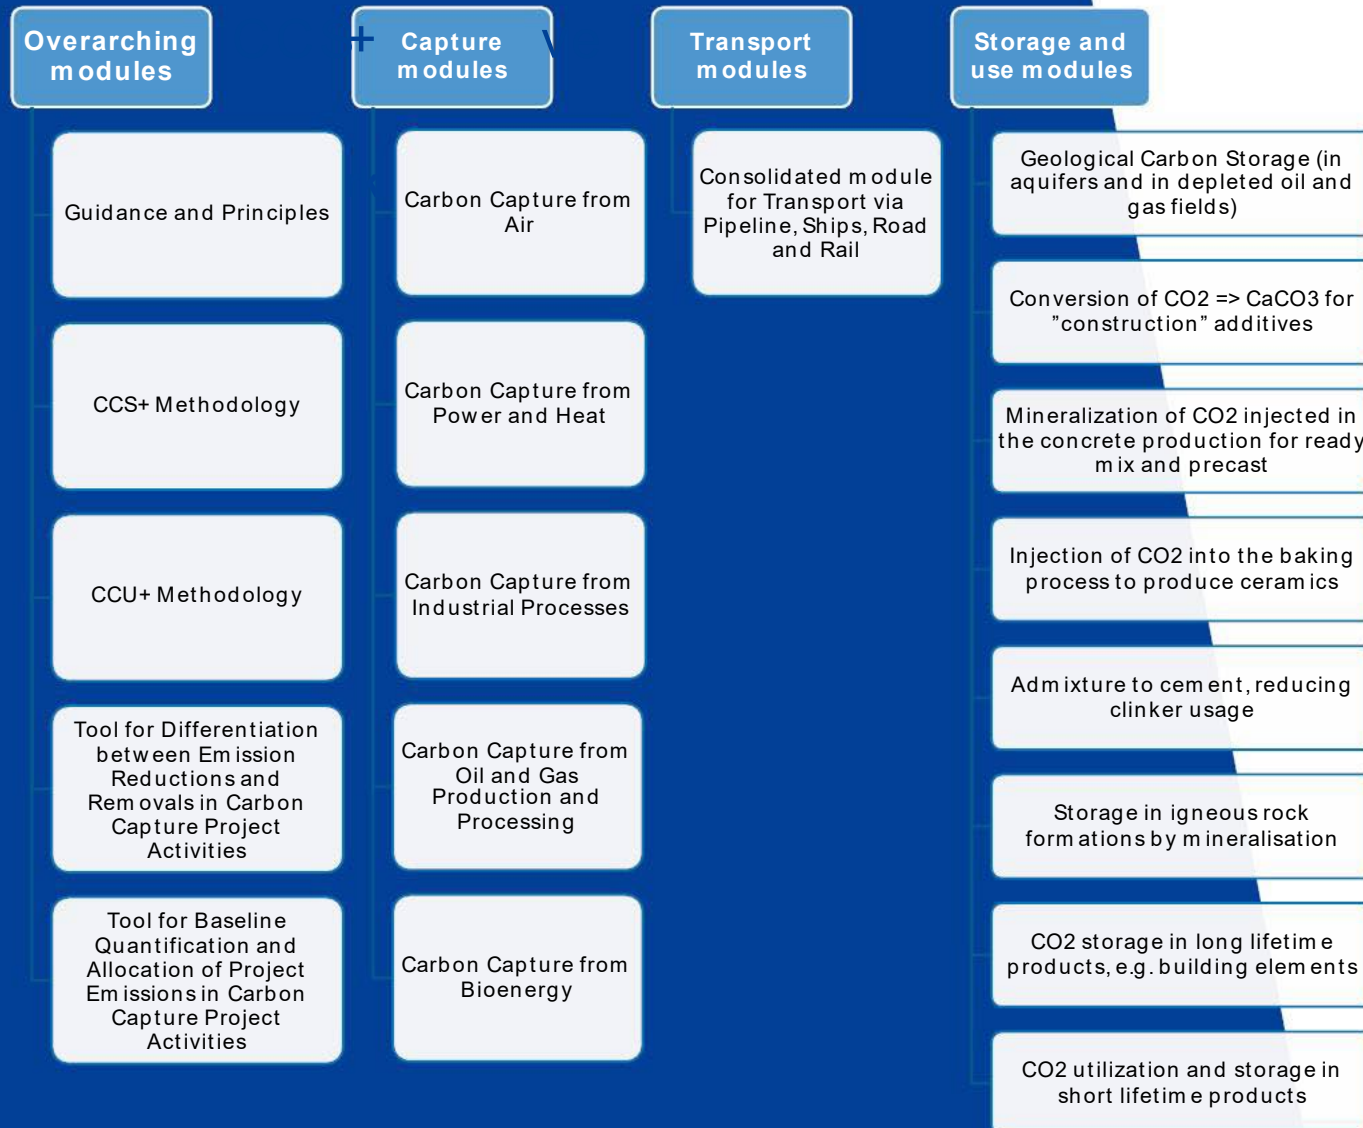 Overarching
modules
+
Capture
modules
Transport
modules
Storage and
use modules
Guidance and Principles
CCS+ Methodology
CCU+ Methodology
Tool for Differentiation
between Emission
Reductions and
Removals in Carbon
Capture Project
Activities
Tool for Baseline
Quantification and
Allocation of Project
Emissions in Carbon
Capture Project
Activities
Carbon Capture from
Air
Carbon Capture from
Power and Heat
Carbon Capture from
Industrial Processes
Carbon Capture from
Oil and Gas
Production and
Processing
Carbon Capture from
Bioenergy
Consolidated module
for Transport via
Pipeline, Ships, Road
and Rail
Geological Carbon Storage (in
aquifers and in depleted oil and
gas fields)
Conversion of CO2 => CaCO3 for
”construction” additives
Mineralization of CO2 injected in
the concrete production for ready
mix and precast
Injection of CO2 into the baking
process to produce ceramics
Admixture to cement, reducing
clinker usage
Storage in igneous rock
formations by mineralisation
CO2 storage in long lifetime
products, e.g. building elements
CO2 utilization and storage in
short lifetime products